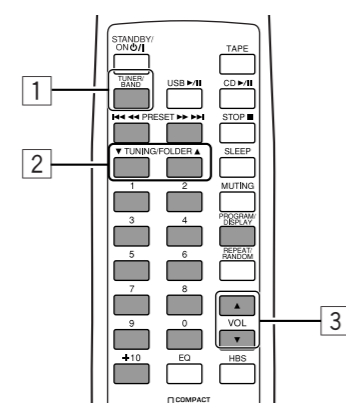 STANDBY/
ON ⏻/I
TAPE
1
TUNER/
BAND
USB ►/II
CD ►/II
I◄◄ ◄◄ PRESET ►► ►►I
STOP ■
2
▼ TUNING/FOLDER ▲
SLEEP
1
2
MUTING
3
4
PROGRAM/
DISPLAY
5
6
REPEAT/
RANDOM
7
8
▲
VOL
3
▼
9
0
+10
EQ
HBS
COMPACT